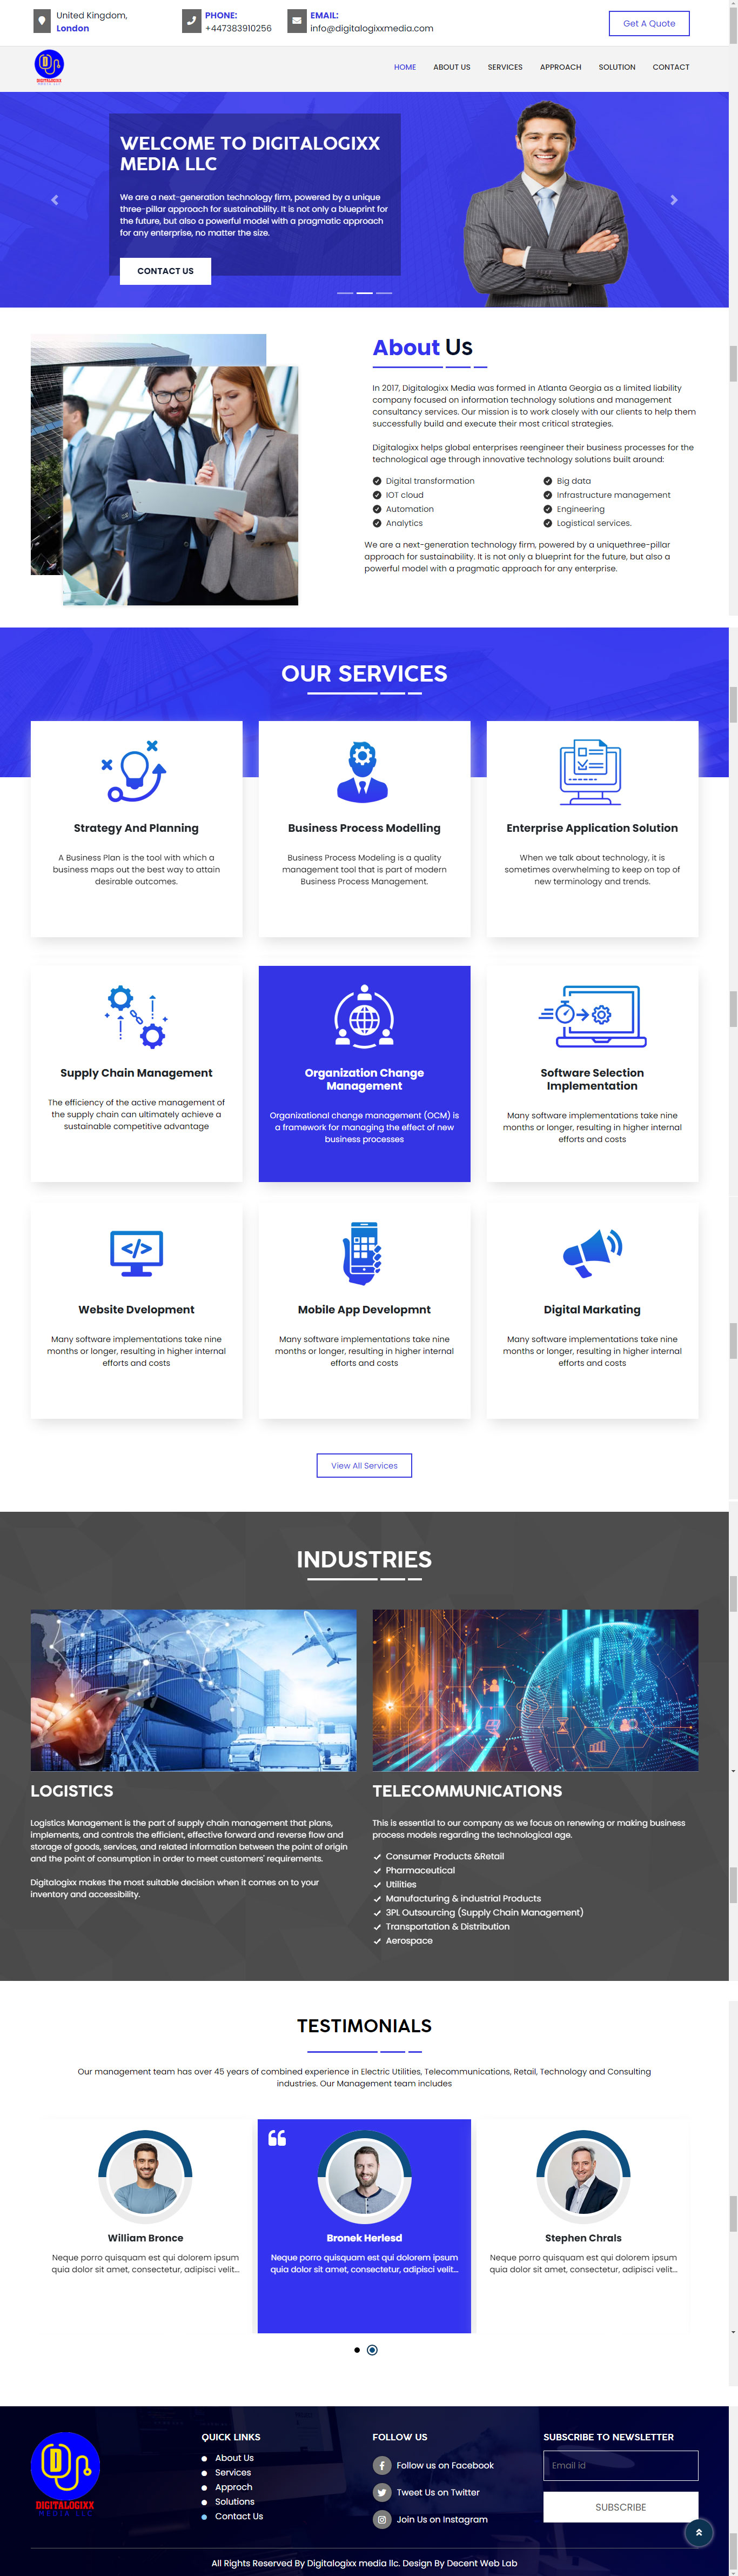 United Kingdom,
London
PHONE:
+447383910256
EMAIL:
info@digitalogixxmedia.com
Get A Quote
DIGITALOGIXX
MEDIA LLC
HOME
ABOUT US
SERVICES
APPROACH
SOLUTION
CONTACT
WELCOME TO DIGITALOGIXX
MEDIA LLC
We are a next-generation technology firm, powered by a unique
three-pillar approach for sustainability. It is not only a blueprint for
the future, but also a powerful model with a pragmatic approach
for any enterprise, no matter the size.
CONTACT US
About Us
In 2017, Digitalogixx Media was formed in Atlanta Georgia as a limited liability
company focused on information technology solutions and management
consultancy services. Our mission is to work closely with our clients to help them
successfully build and execute their most critical strategies.
Digitalogixx helps global enterprises reengineer their business processes for the
technological age through innovative technology solutions built around:
Digital transformation
Big data
IOT cloud
Infrastructure management
Automation
Engineering
Analytics
Logistical services.
We are a next-generation technology firm, powered by a uniquethree-pillar
approach for sustainability. It is not only a blueprint for the future, but also a
powerful model with a pragmatic approach for any enterprise.
OUR SERVICES
Strategy And Planning
A Business Plan is the tool with which a
business maps out the best way to attain
desirable outcomes.
Business Process Modelling
Business Process Modeling is a quality
management tool that is part of modern
Business Process Management.
Enterprise Application Solution
When we talk about technology, it is
sometimes overwhelming to keep on top of
new terminology and trends.
Supply Chain Management
The efficiency of the active management of
the supply chain can ultimately achieve a
sustainable competitive advantage
Organization Change
Management
Organizational change management (OCM) is
a framework for managing the effect of new
business processes
Software Selection
Implementation
Many software implementations take nine
months or longer, resulting in higher internal
efforts and costs
Website Dvelopment
Many software implementations take nine
months or longer, resulting in higher internal
efforts and costs
Mobile App Developmnt
Many software implementations take nine
months or longer, resulting in higher internal
efforts and costs
Digital Markating
Many software implementations take nine
months or longer, resulting in higher internal
efforts and costs
View All Services
INDUSTRIES
LOGISTICS
Logistics Management is the part of supply chain management that plans,
implements, and controls the efficient, effective forward and reverse flow and
storage of goods, services, and related information between the point of origin
and the point of consumption in order to meet customers' requirements.
Digitalogixx makes the most suitable decision when it comes on to your
inventory and accessibility.
TELECOMMUNICATIONS
This is essential to our company as we focus on renewing or making business
process models regarding the technological age.
Consumer Products &Retail
Pharmaceutical
Utilities
Manufacturing & industrial Products
3PL Outsourcing (Supply Chain Management)
Transportation & Distribution
Aerospace
TESTIMONIALS
Our management team has over 45 years of combined experience in Electric Utilities, Telecommunications, Retail, Technology and Consulting
industries. Our Management team includes
William Bronce
Neque porro quisquam est qui dolorem ipsum
quia dolor sit amet, consectetur, adipisci velit...
Bronek Herlesd
Neque porro quisquam est qui dolorem ipsum
quia dolor sit amet, consectetur, adipisci velit...
Stephen Chrals
Neque porro quisquam est qui dolorem ipsum
quia dolor sit amet, consectetur, adipisci velit...
DIGITALOGIXX
MEDIA LLC
QUICK LINKS
About Us
Services
Approch
Solutions
Contact Us
FOLLOW US
Follow us on Facebook
Tweet Us on Twitter
Join Us on Instagram
SUBSCRIBE TO NEWSLETTER
Email id
SUBSCRIBE
All Rights Reserved By Digitalogixx media llc. Design By Decent Web Lab